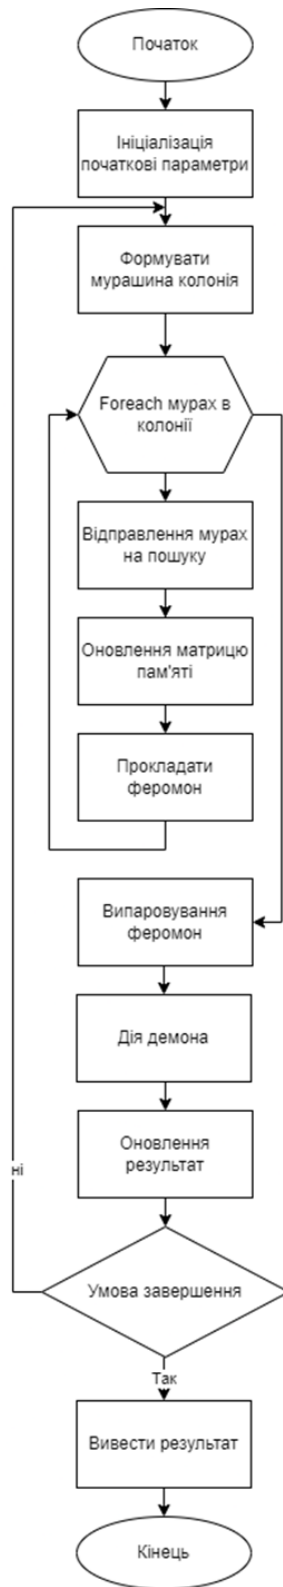 Початок
Ініціалізація
початкові параметри
Формувати
мурашина колонія
Foreach мурах в
колонії
Відправлення мурах
на пошуку
Оновлення матрицю
пам'яті
Прокладати
феромон
Випаровування
феромон
Дія демона
Оновлення
результат
ні
Умова завершення
Так
Вивести результат
Кінець